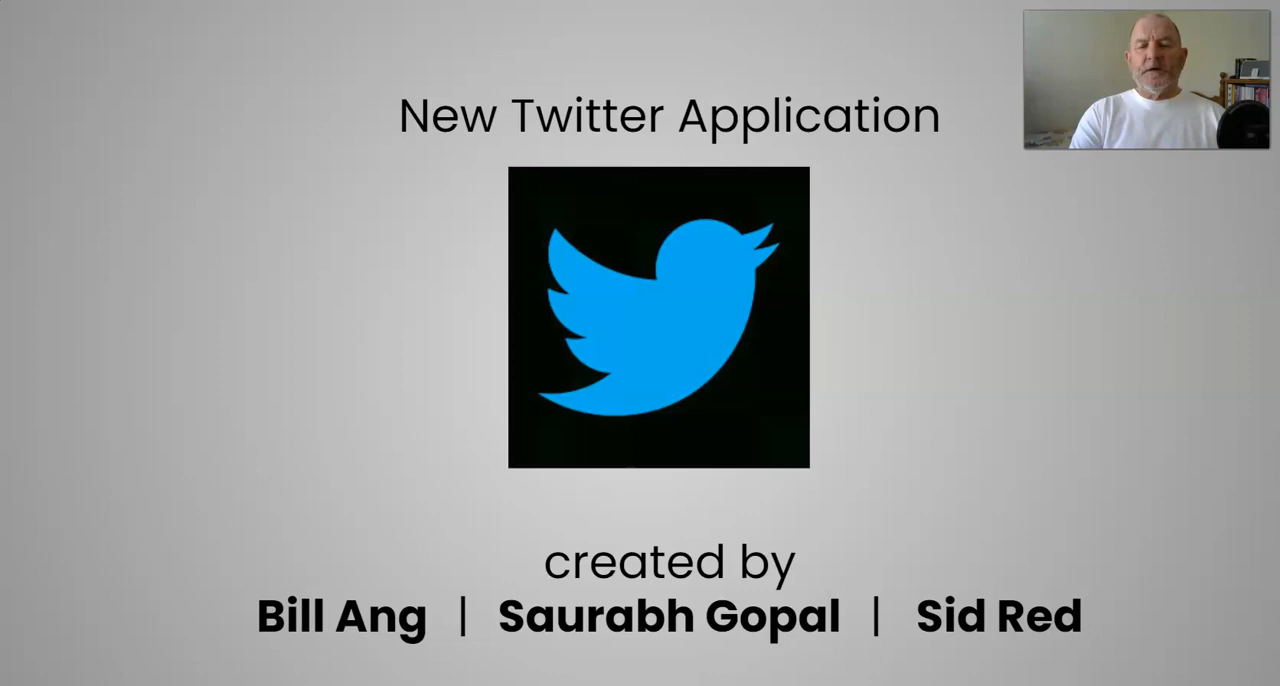 New Twitter Application
created by
Bill Ang | Saurabh Gopal | Sid Red